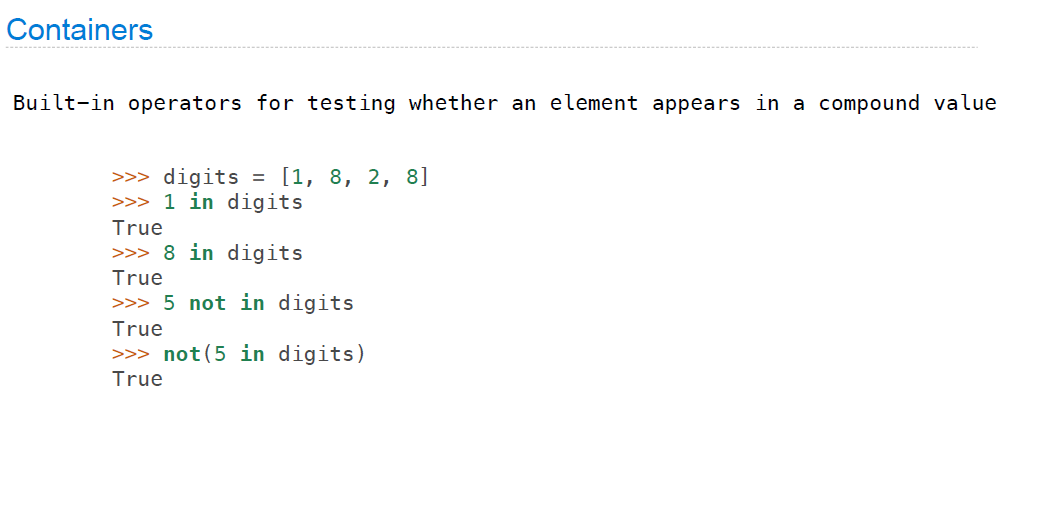 Containers
Built-in operators for testing whether an element appears in a compound value
>>> digits = [1, 8, 2, 8]
>>> 1 in digits
True
>>> 8 in digits
True
>>> 5 not in digits
True
>>> not(5 in digits)
True